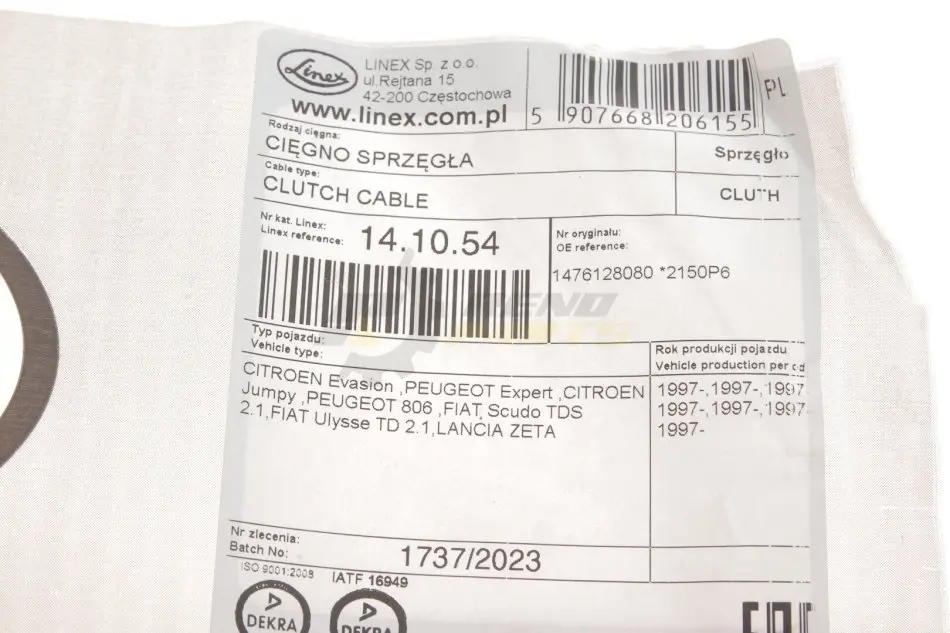 Linex
LINEX Sp. z o.o.
ul.Rejtana 15
42-200 Częstochowa
www.linex.com.pl
5 907668 206155
PL
Rodzaj cięgna:
CIĘGNO SPRZĘGŁA
Sprzęgło
Cable type:
CLUTCH CABLE
CLUTH
Nr kat. Linex:
Linex reference:
14.10.54
Nr oryginału:
OE reference:
1476128080 *2150P6
Typ pojazdu:
Vehicle type:
Rok produkcji pojazdu
Vehicle production per od
CITROEN Evasion ,PEUGEOT Expert ,CITROEN
Jumpy ,PEUGEOT 806 ,FIAT Scudo TDS
2.1,FIAT Ulysse TD 2.1,LANCIA ZETA
1997-,1997-,1997
1997-,1997-,1997
1997-
Nr zlecenia:
Batch No:
1737/2023
ISO 9001:2008
IATF 16949
DEKRA
DEKRA